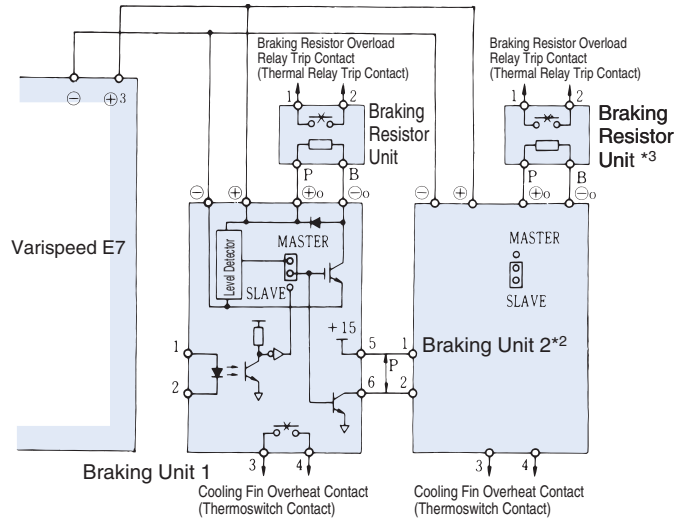 Braking Resistor Overload
Relay Trip Contact
(Thermal Relay Trip Contact)
Braking Resistor Overload
Relay Trip Contact
(Thermal Relay Trip Contact)
⊖ ⊕3
1 2
Braking
Resistor
Unit
P B
1 2
Braking
Resistor
Unit *3
P B
⊖ ⊕ ⊕o ⊖o
⊖ ⊕ ⊕o ⊖o
Varispeed E7
Level Detector
MASTER
SLAVE
+15
1
2
5
6
P
3 4
Braking Unit 1
Cooling Fin Overheat Contact
(Thermoswitch Contact)
MASTER
SLAVE
1
2
Braking Unit 2*2
3 4
Cooling Fin Overheat Contact
(Thermoswitch Contact)